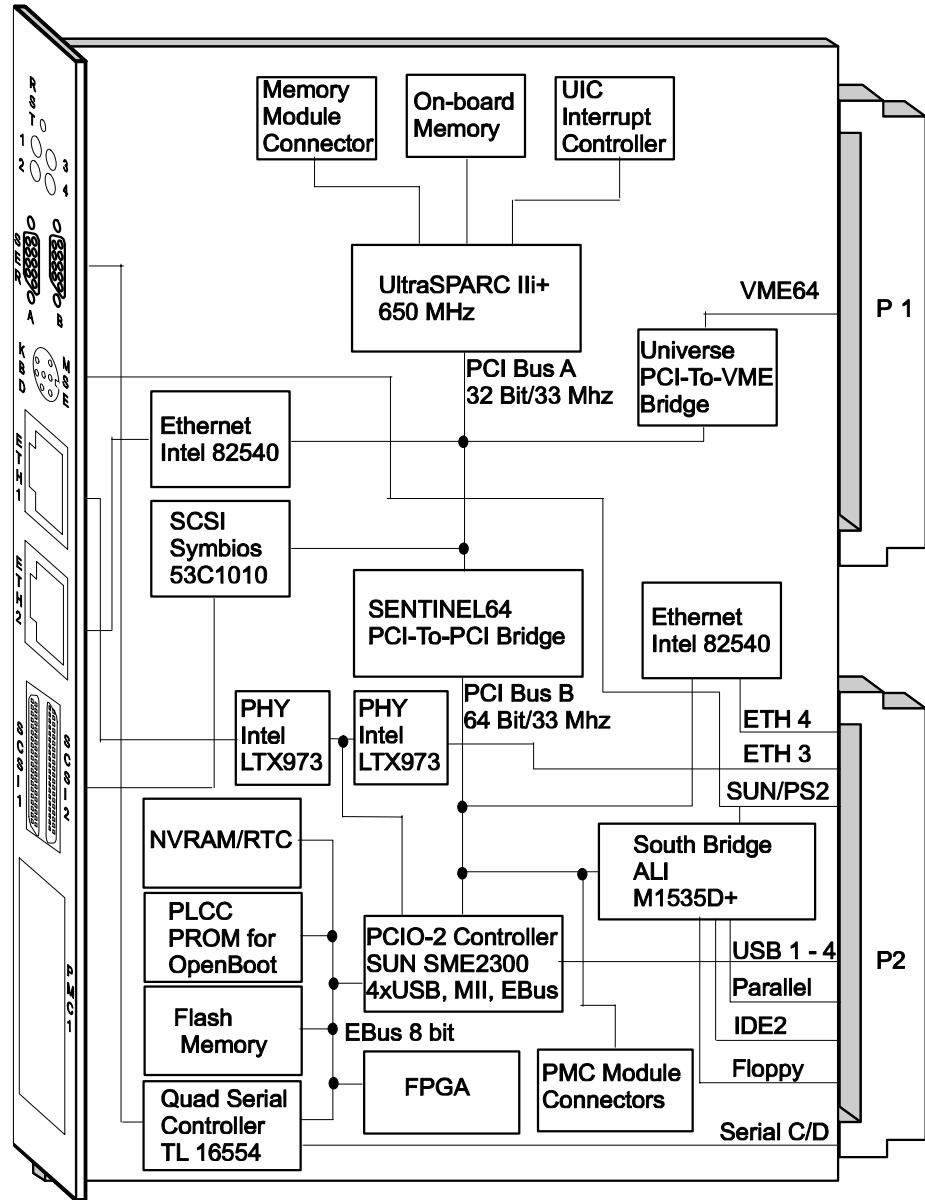 RST
1
2
3
4
SER
A
B
KBD
MSE
ETH1
ETH2
SCSI1
SCSI2
PMC1
Memory
Module
Connector
On-board
Memory
UIC
Interrupt
Controller
UltraSPARC IIi+
650 MHz
VME64
P 1
PCI Bus A
32 Bit/33 Mhz
Universe
PCI-To-VME
Bridge
Ethernet
Intel 82540
SCSI
Symbios
53C1010
SENTINEL64
PCI-To-PCI Bridge
Ethernet
Intel 82540
PCI Bus B
64 Bit/33 Mhz
PHY
Intel
LTX973
PHY
Intel
LTX973
ETH 4
ETH 3
SUN/PS2
NVRAM/RTC
South Bridge
ALI
M1535D+
PLCC
PROM for
OpenBoot
PCIO-2 Controller
SUN SME2300
4xUSB, MII, EBus
USB 1 - 4
P2
Parallel
IDE2
Floppy
Flash
Memory
EBus 8 bit
FPGA
PMC Module
Connectors
Quad Serial
Controller
TL 16554
Serial C/D